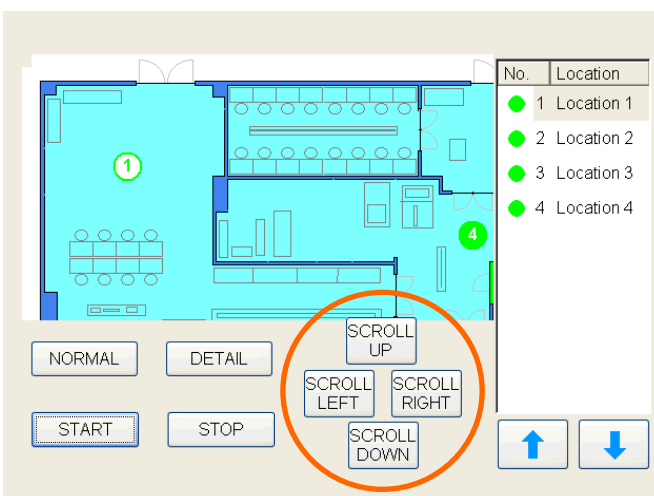 No. Location
1 Location 1
2 Location 2
3 Location 3
4 Location 4
1
4
NORMAL
DETAIL
SCROLL
UP
SCROLL
LEFT
SCROLL
RIGHT
START
STOP
SCROLL
DOWN